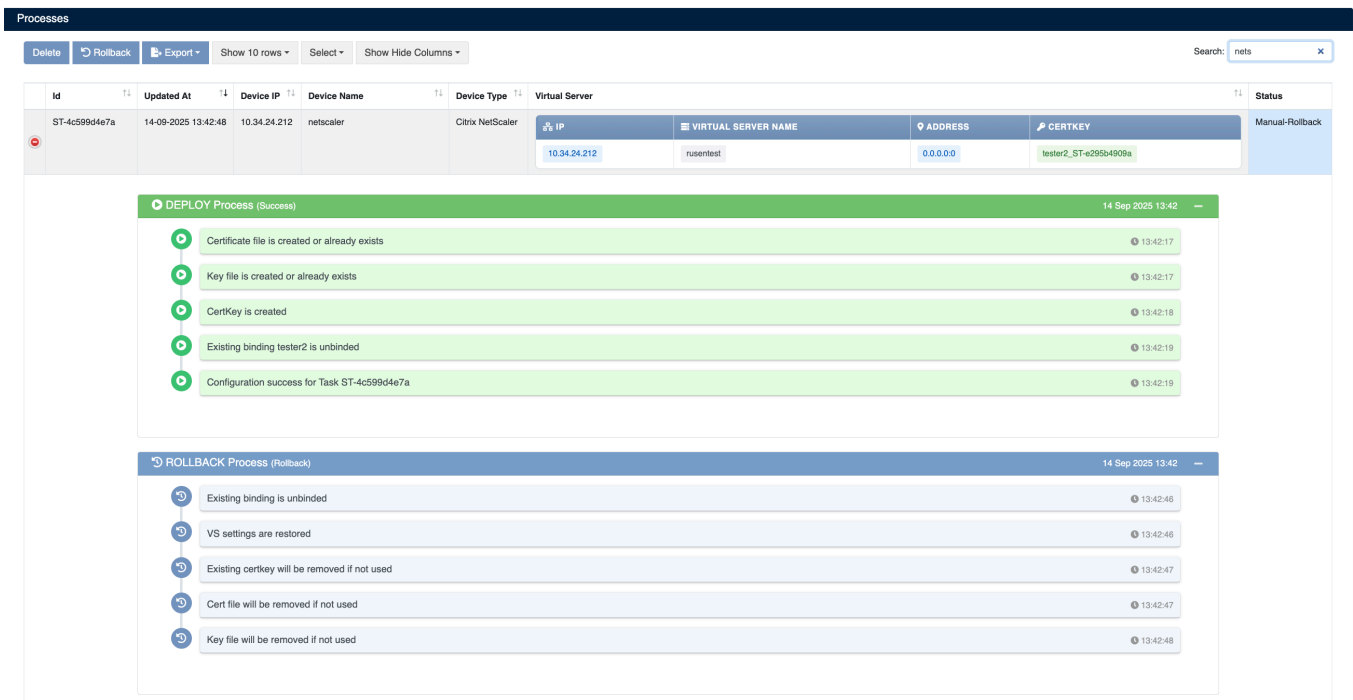 Processes
Delete Rollback Export Show 10 rows Select Show Hide Columns Search: nets
Id Updated At Device IP Device Name Device Type Virtual Server Status
ST-4c599d4e7a 14-09-2025 13:42:48 10.34.24.212 netscaler Citrix NetScaler IP VIRTUAL SERVER NAME ADDRESS CERTKEY Manual-Rollback
10.34.24.212 rusentest 0.0.0.0:0 tester2_ST-e295b4909a
DEPLOY Process (Success) 14 Sep 2025 13:42
Certificate file is created or already exists 13:42:17
Key file is created or already exists 13:42:17
CertKey is created 13:42:18
Existing binding tester2 is unbinded 13:42:19
Configuration success for Task ST-4c599d4e7a 13:42:19
ROLLBACK Process (Rollback) 14 Sep 2025 13:42
Existing binding is unbinded 13:42:46
VS settings are restored 13:42:46
Existing certkey will be removed if not used 13:42:47
Cert file will be removed if not used 13:42:47
Key file will be removed if not used 13:42:48